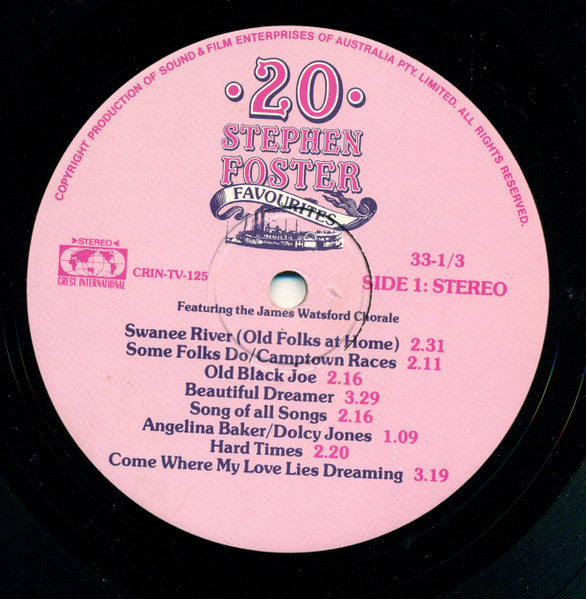 COPYRIGHT PRODUCTION OF SOUND & FILM ENTERPRISES OF AUSTRALIA PTY. LIMITED. ALL RIGHTS RESERVED.
·20·
STEPHEN
FOSTER
FAVOURITES
STEREO
CREST INTERNATIONAL
CRIN-TV-125
33-1/3
SIDE 1: STEREO
Featuring the James Watsford Chorale
Swanee River (Old Folks at Home) 2.31
Some Folks Do/Camptown Races 2.11
Old Black Joe 2.16
Beautiful Dreamer 3.29
Song of all Songs 2.16
Angelina Baker/Dolcy Jones 1.09
Hard Times 2.20
Come Where My Love Lies Dreaming 3.19